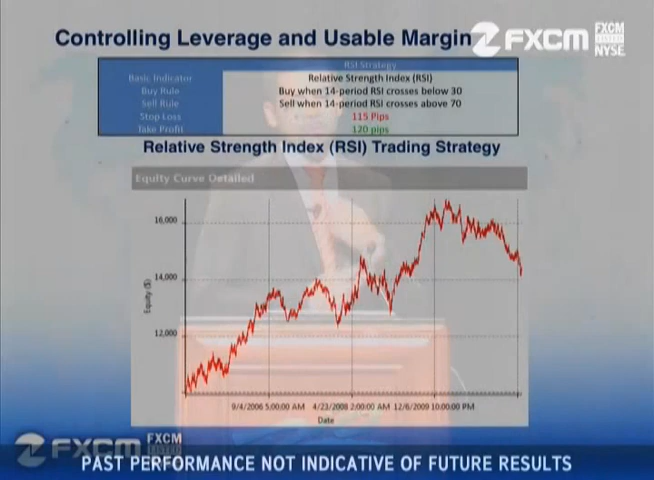 Controlling Leverage and Usable Margin
FXCM
FXCM
LISTED
NYSE
RSI Strategy
Basic Indicator Relative Strength Index (RSI)
Buy Rule Buy when 14-period RSI crosses below 30
Sell Rule Sell when 14-period RSI crosses above 70
Stop Loss 115 Pips
Take Profit 120 pips
Relative Strength Index (RSI) Trading Strategy
Equity Curve Detailed
16,000
14,000
12,000
Equity ($)
9/4/2006 5:00:00 AM 4/23/2008 2:00:00 AM 12/6/2009 10:00:00 PM
Date
FXCM
FXCM
LISTED
PAST PERFORMANCE NOT INDICATIVE OF FUTURE RESULTS